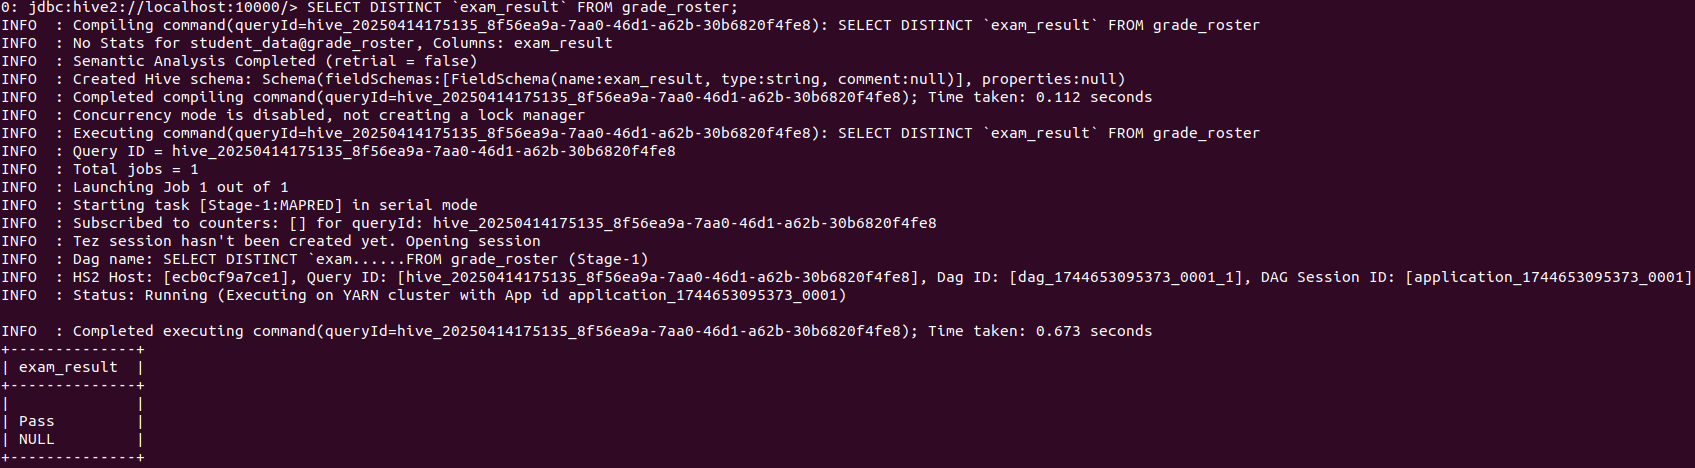 0: jdbc:hive2://localhost:10000/> SELECT DISTINCT `exam_result` FROM grade_roster;
INFO  : Compiling command(queryId=hive_20250414175135_8f56ea9a-7aa0-46d1-a62b-30b6820f4fe8): SELECT DISTINCT `exam_result` FROM grade_roster
INFO  : No Stats for student_data@grade_roster, Columns: exam_result
INFO  : Semantic Analysis Completed (retrial = false)
INFO  : Created Hive schema: Schema(fieldSchemas:[FieldSchema(name:exam_result, type:string, comment:null)], properties:null)
INFO  : Completed compiling command(queryId=hive_20250414175135_8f56ea9a-7aa0-46d1-a62b-30b6820f4fe8); Time taken: 0.112 seconds
INFO  : Concurrency mode is disabled, not creating a lock manager
INFO  : Executing command(queryId=hive_20250414175135_8f56ea9a-7aa0-46d1-a62b-30b6820f4fe8): SELECT DISTINCT `exam_result` FROM grade_roster
INFO  : Query ID = hive_20250414175135_8f56ea9a-7aa0-46d1-a62b-30b6820f4fe8
INFO  : Total jobs = 1
INFO  : Launching Job 1 out of 1
INFO  : Starting task [Stage-1:MAPRED] in serial mode
INFO  : Subscribed to counters: [] for queryId: hive_20250414175135_8f56ea9a-7aa0-46d1-a62b-30b6820f4fe8
INFO  : Tez session hasn't been created yet. Opening session
INFO  : Dag name: SELECT DISTINCT `exam......FROM grade_roster (Stage-1)
INFO  : HS2 Host: [ecb0cf9a7ce1], Query ID: [hive_20250414175135_8f56ea9a-7aa0-46d1-a62b-30b6820f4fe8], Dag ID: [dag_1744653095373_0001_1], DAG Session ID: [application_1744653095373_0001]
INFO  : Status: Running (Executing on YARN cluster with App id application_1744653095373_0001)

INFO  : Completed executing command(queryId=hive_20250414175135_8f56ea9a-7aa0-46d1-a62b-30b6820f4fe8); Time taken: 0.673 seconds
+--------------+
| exam_result  |
+--------------+
|              |
| Pass         |
| NULL         |
+--------------+